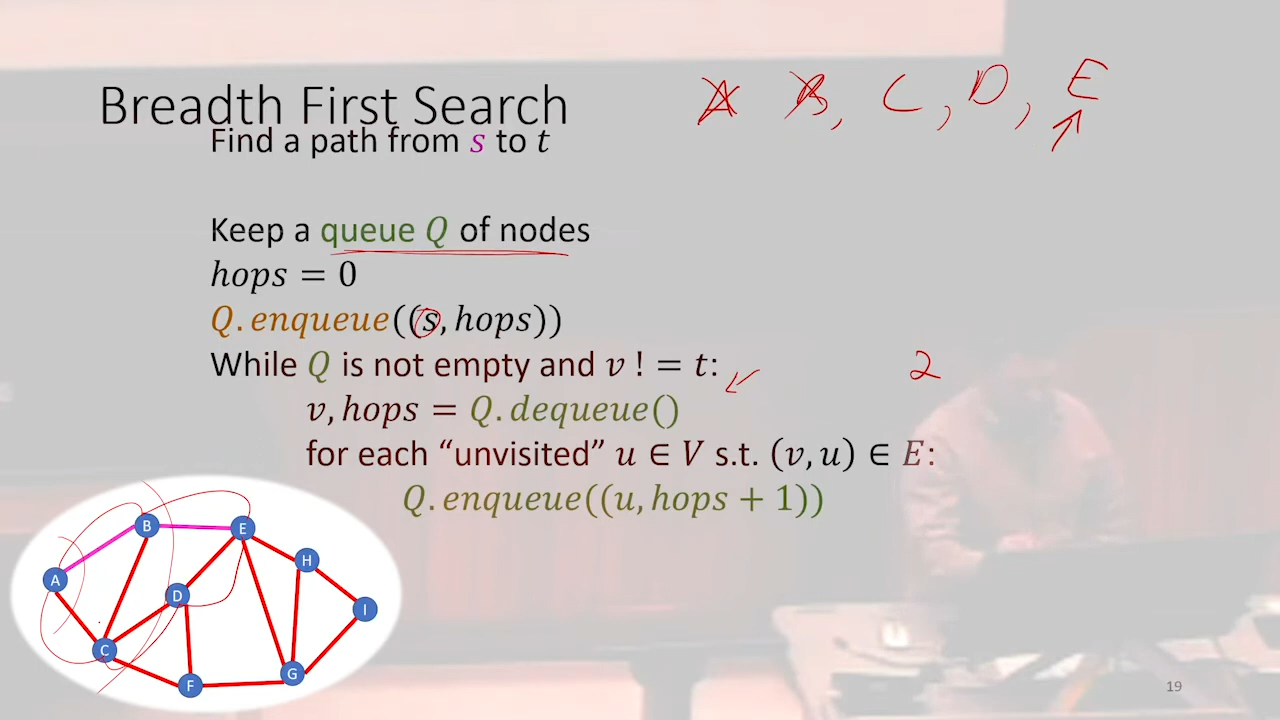 Breadth First Search
A B, C, D, E
Find a path from s to t
Keep a queue Q of nodes
hops = 0
Q.enqueue((s, hops))
While Q is not empty and v != t:
2
v, hops = Q.dequeue()
for each “unvisited” u ∈ V s.t. (v, u) ∈ E:
Q.enqueue((u, hops + 1))
B
E
H
A
D
I
C
G
F
19